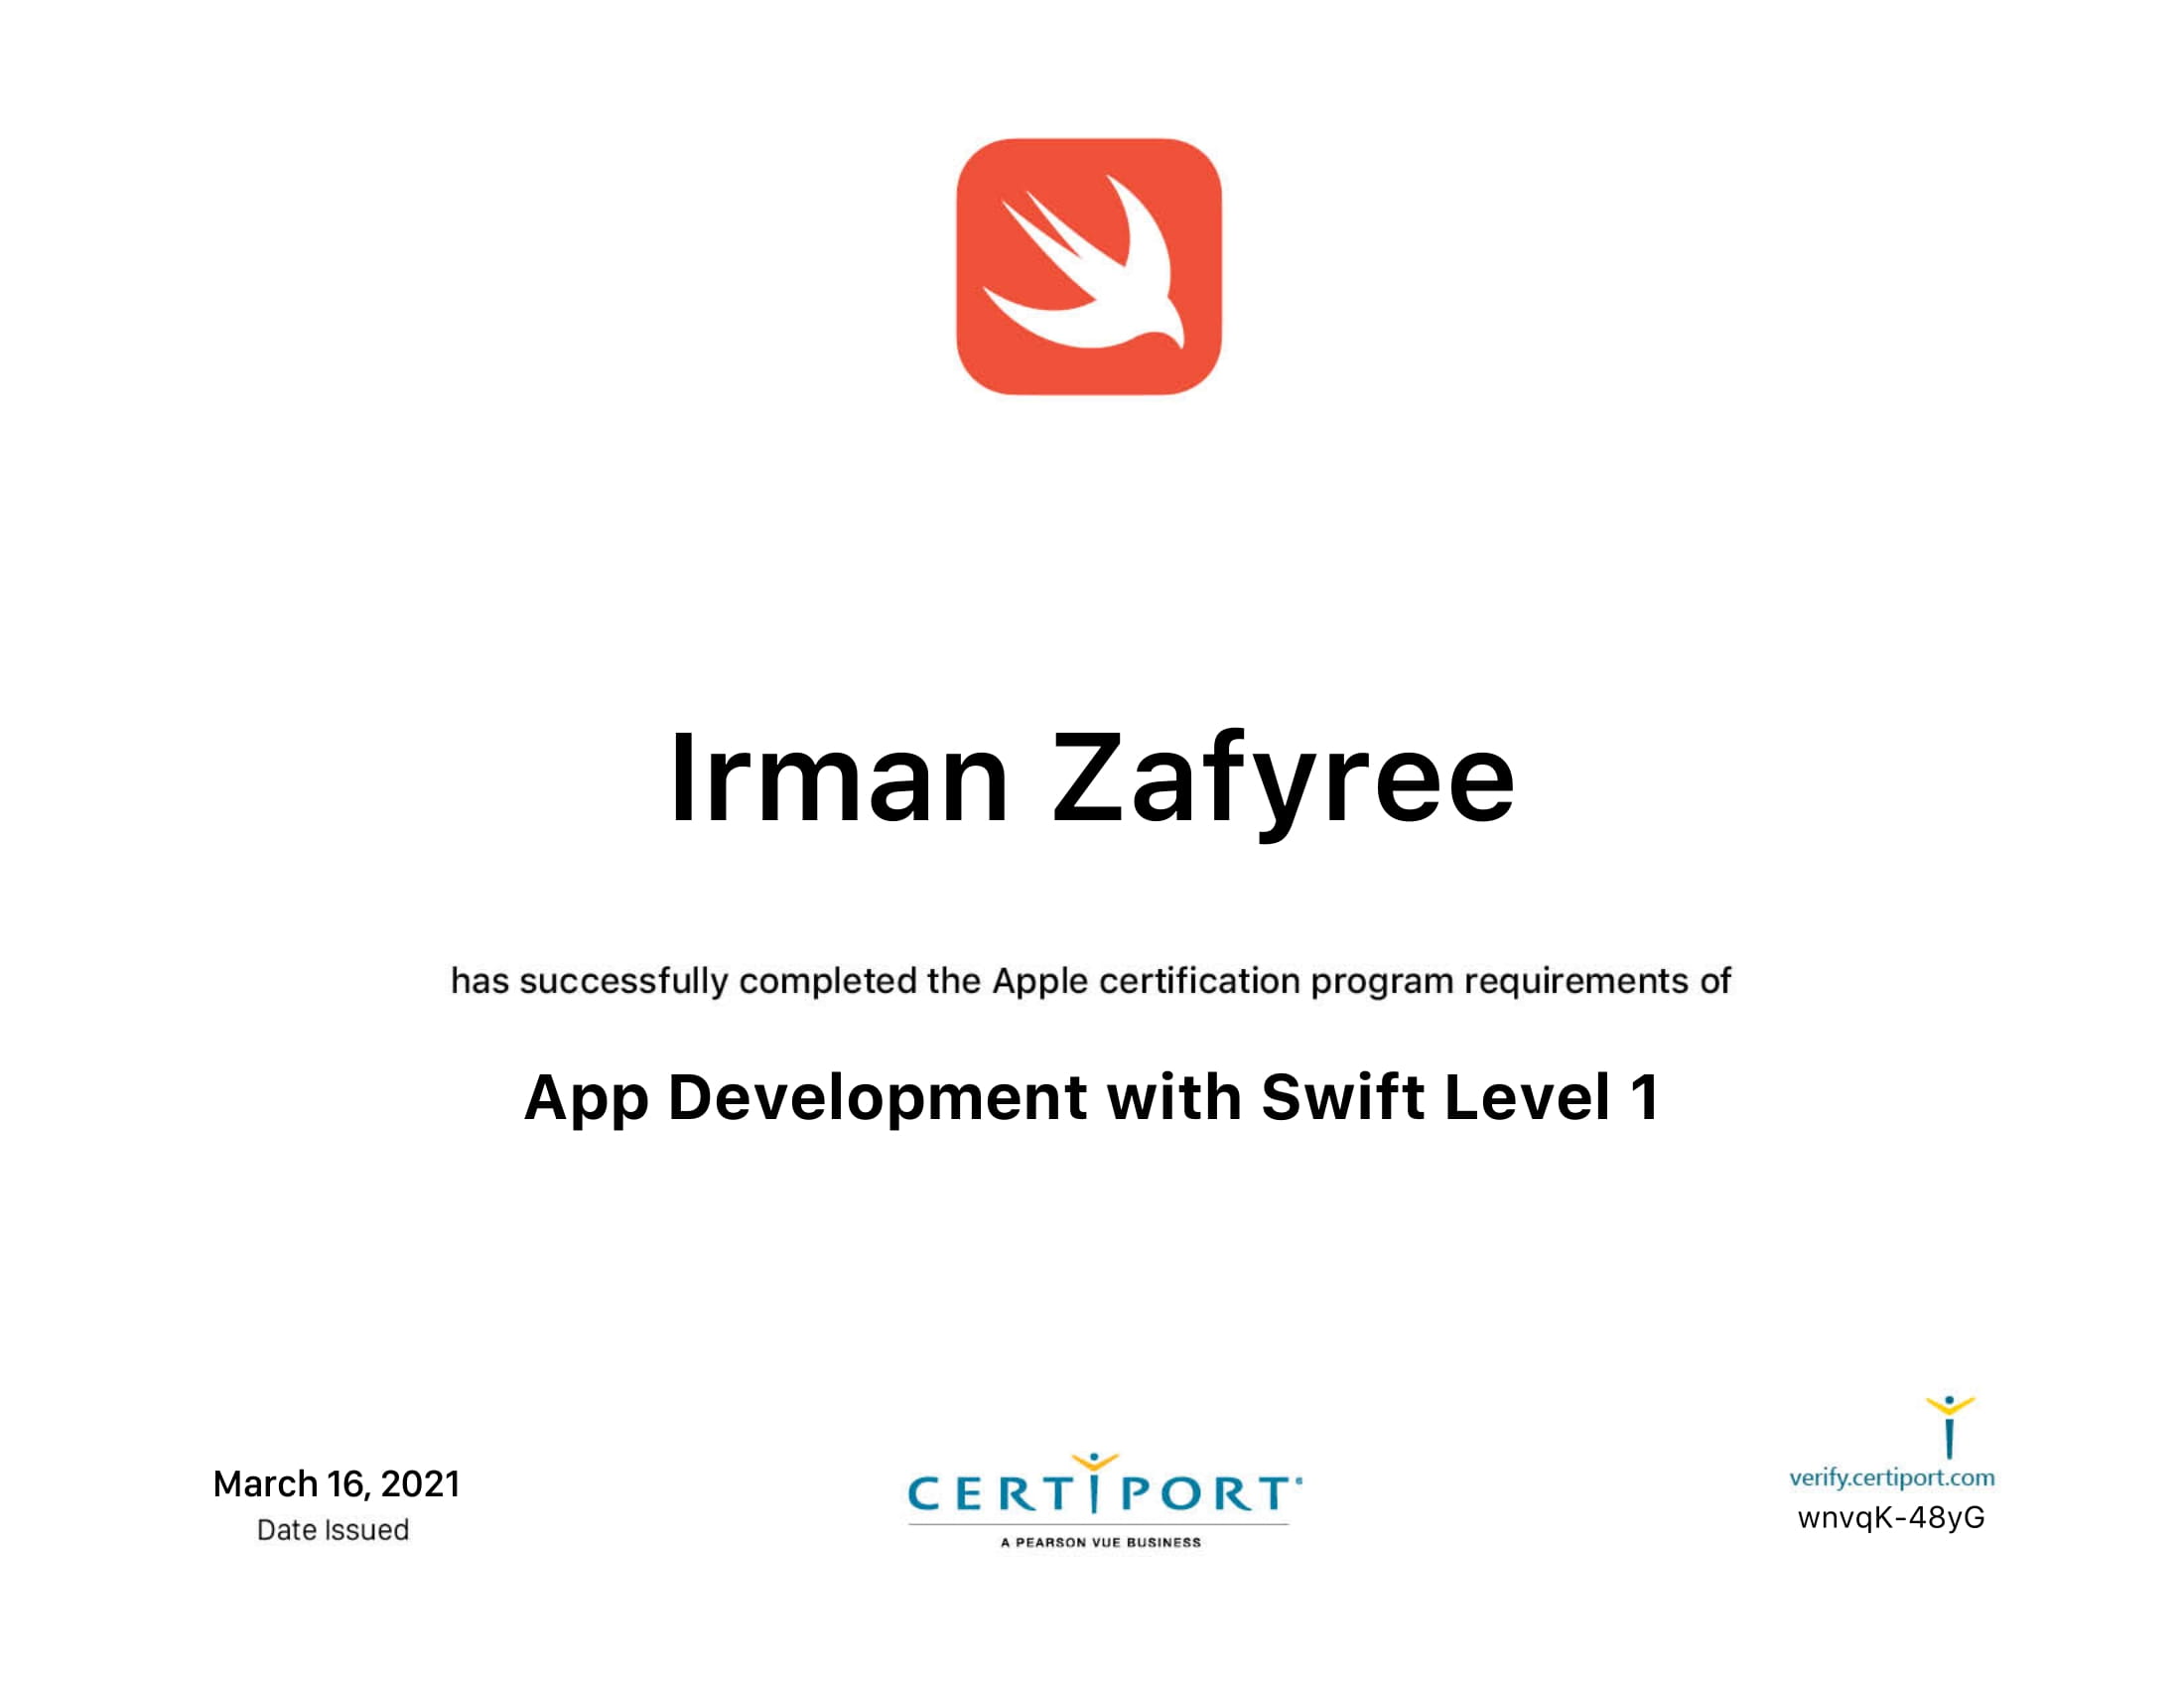 Irman Zafyree
has successfully completed the Apple certification program requirements of
App Development with Swift Level 1
March 16, 2021
Date Issued
CERTIPORT
A PEARSON VUE BUSINESS
verify.certiport.com
wnvqK-48yG